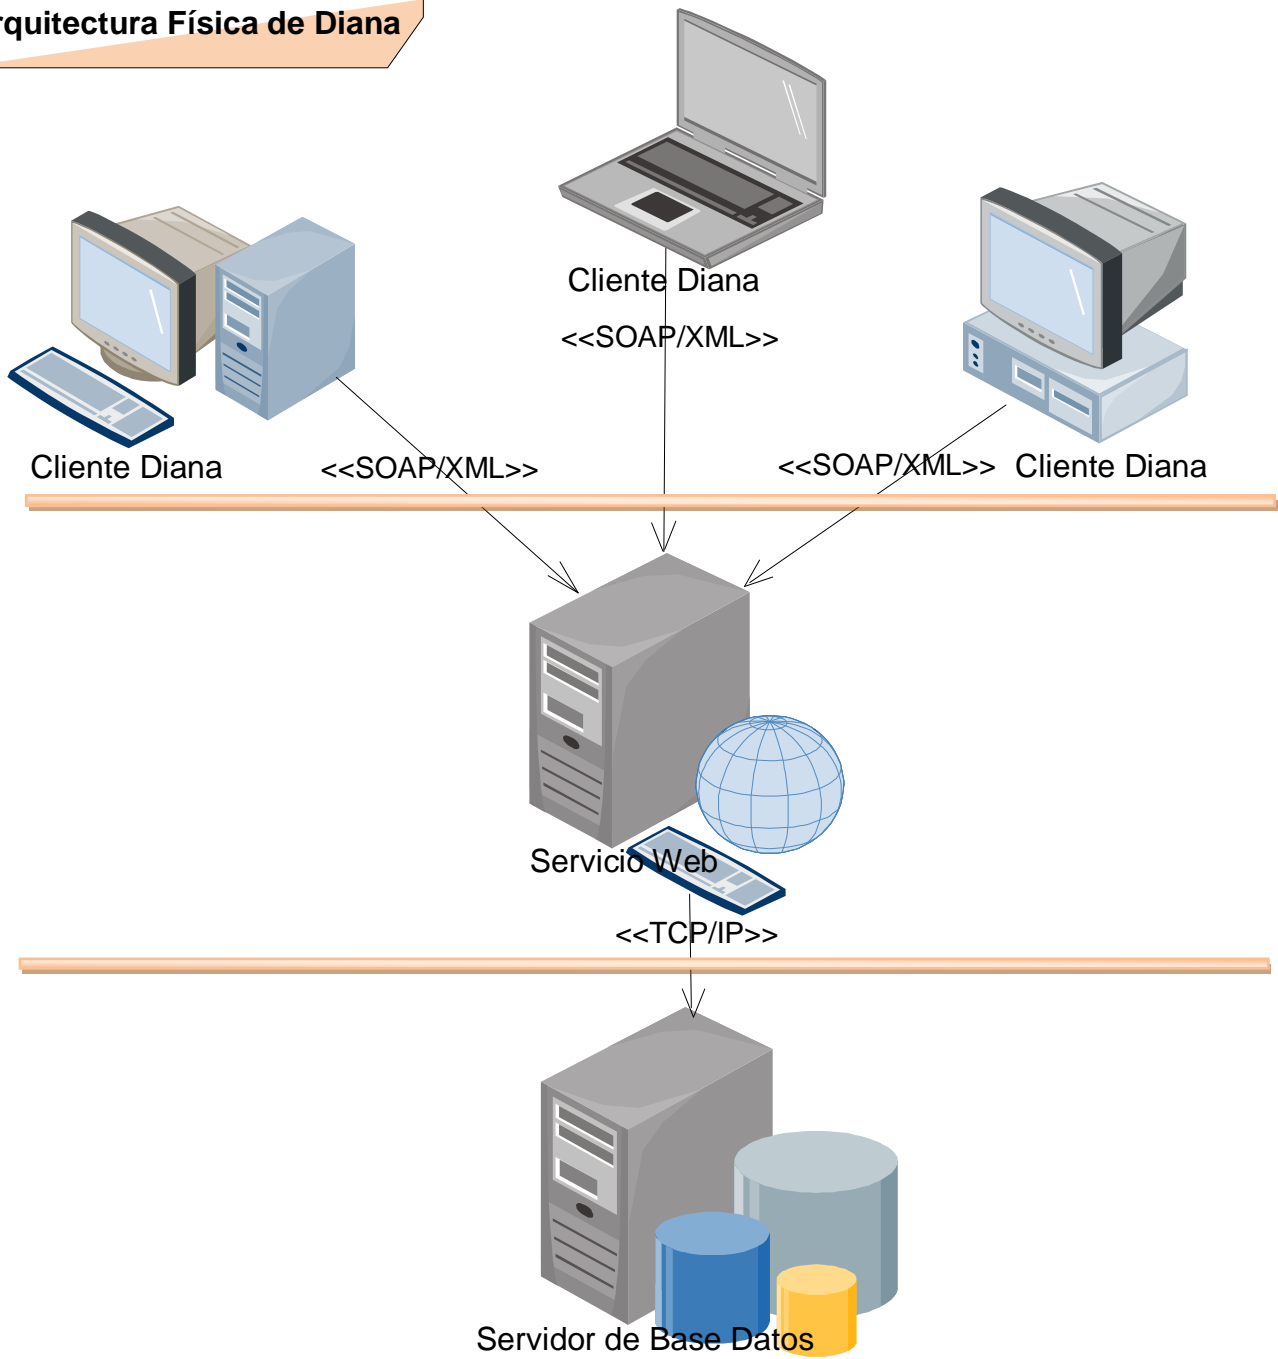 rquitectura Física de Diana
Cliente Diana
<<SOAP/XML>>
Cliente Diana
<<SOAP/XML>>
<<SOAP/XML>>
Cliente Diana
Servicio Web
<<TCP/IP>>
Servidor de Base Datos